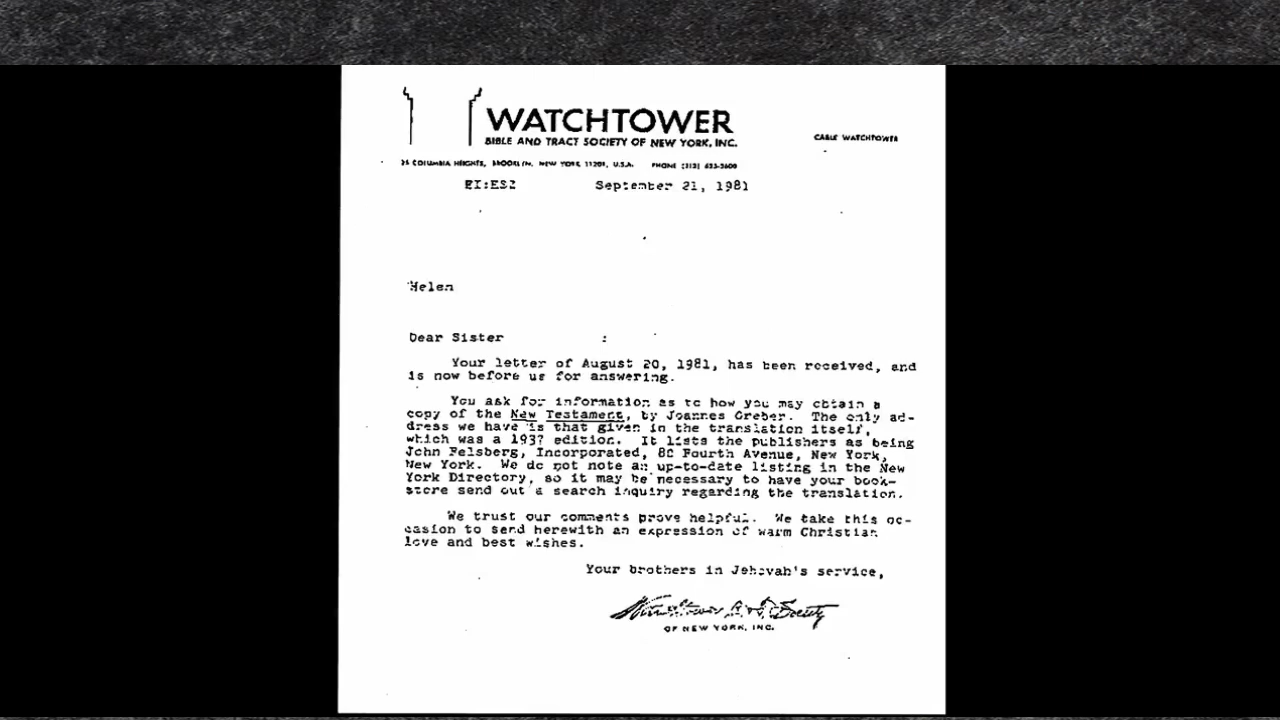 WATCHTOWER
BIBLE AND TRACT SOCIETY OF NEW YORK, INC.
CABLE WATCHTOWER
25 COLUMBIA HEIGHTS, BROOKLYN, NEW YORK 11201, U.S.A. PHONE
September 21, 1981
Helen
Dear Sister :
Your letter of August 20, 1981, has been received, and
is now before us for answering.
You ask for information as to how you may obtain a
copy of the New Testament, by Joannes Greber. The only ad-
dress we have is that given in the translation itself,
which was a 1937 edition. It lists the publishers as being
John Felsberg, Incorporated, 80 Fourth Avenue, New York,
New York. We do not note an up-to-date listing in the New
York Directory, so it may be necessary to have your book-
store send out a search inquiry regarding the translation.
We trust our comments prove helpful. We take this oc-
casion to send herewith an expression of warm Christian
love and best wishes.
Your brothers in Jehovah's service,
Watchtower B. & T. Society
OF NEW YORK, INC.